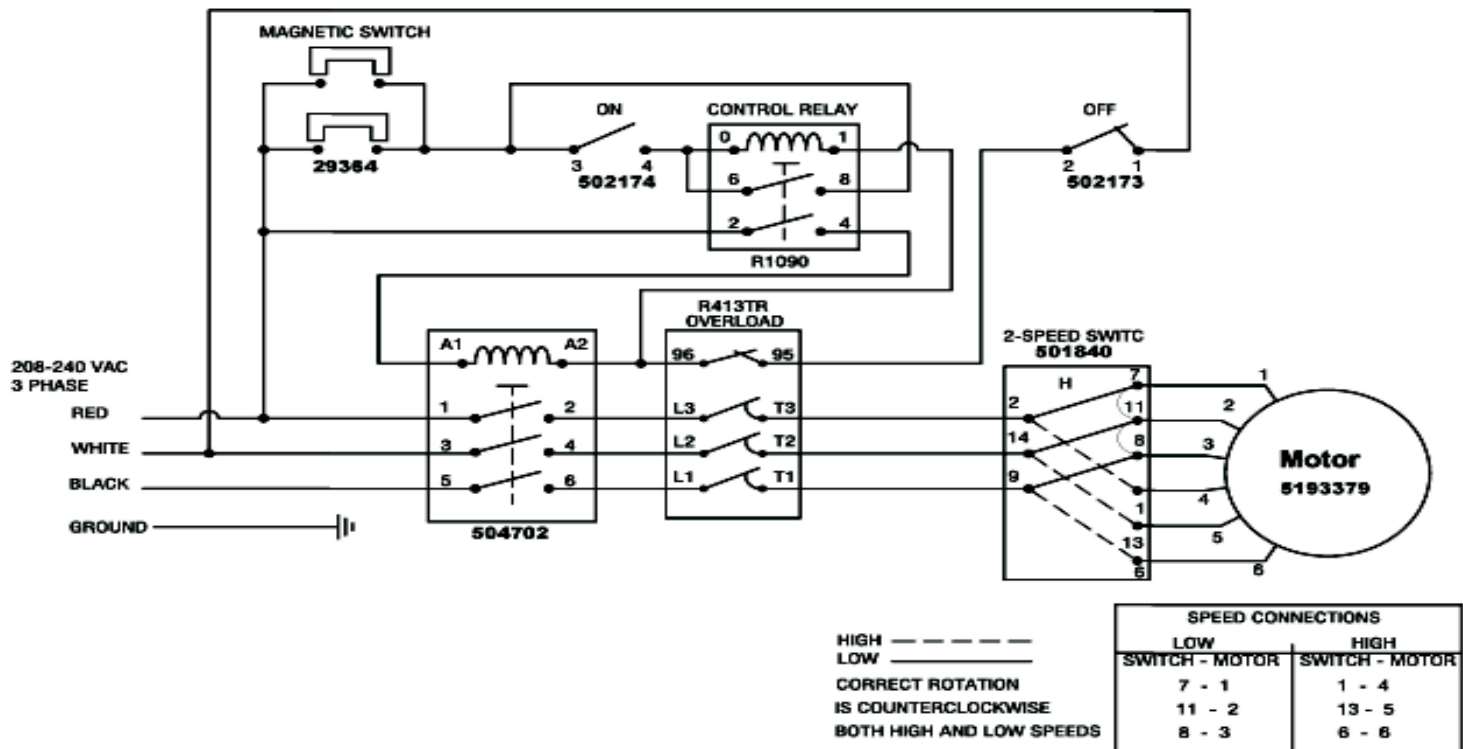 MAGNETIC SWITCH
29364
ON
3 4
502174
CONTROL RELAY
0 1
6 8
2 4
R1090
OFF
2 1
502173
R413TR
OVERLOAD
96 95
L3 T3
L2 T2
L1 T1
A1 A2
1 2
3 4
5 6
504702
208-240 VAC
3 PHASE
RED
WHITE
BLACK
GROUND
2-SPEED SWITC
501840
H
2 7
11
14 8
9
1
13
6
1
2
3
4
5
6
Motor
5193379
HIGH
LOW
CORRECT ROTATION
IS COUNTERCLOCKWISE
BOTH HIGH AND LOW SPEEDS
SPEED CONNECTIONS
LOW HIGH
SWITCH - MOTOR SWITCH - MOTOR
7 - 1 1 - 4
11 - 2 13 - 5
8 - 3 6 - 6